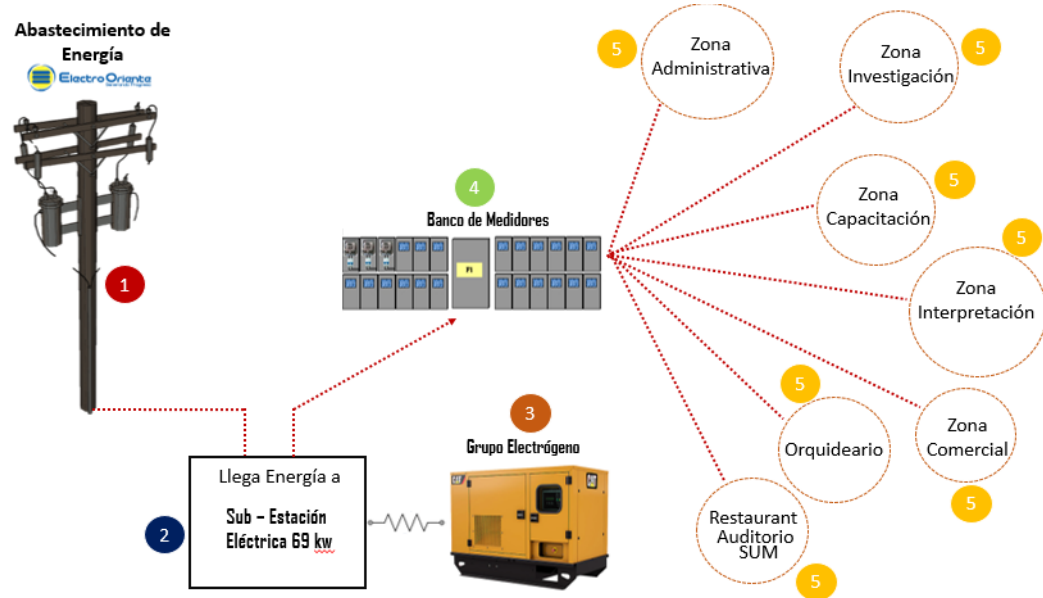 Abastecimiento de
Energía
Electro Oriente
1
Llega Energía a
Sub – Estación
Eléctrica 69 kw
2
3
Grupo Electrógeno
CAT
CAT
4
Banco de Medidores
5
Zona
Administrativa
5
Zona
Investigación
5
Zona
Capacitación
5
Zona
Interpretación
5
Orquideario
Zona
Comercial
5
Restaurant
Auditorio
SUM
5